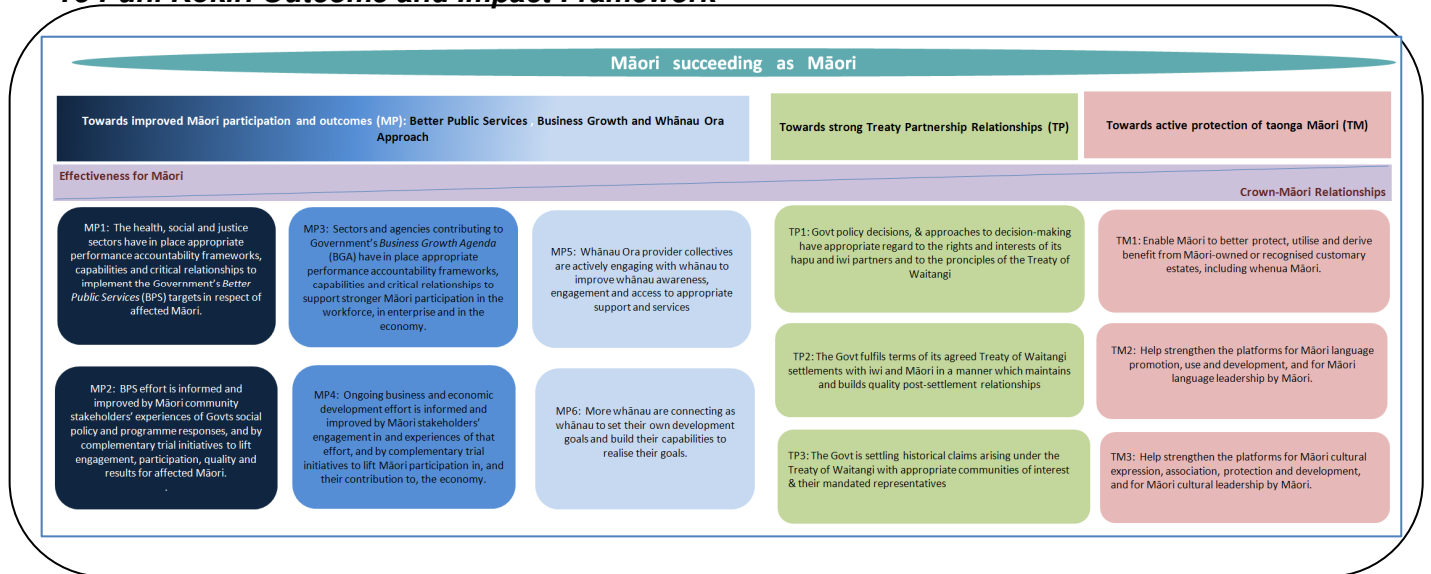 Te Puni Kōkiri Outcome and Impact Framework
Māori succeeding as Māori
Towards improved Māori participation and outcomes (MP): Better Public Services , Business Growth and Whānau Ora
Approach
Towards strong Treaty Partnership Relationships (TP)
Towards active protection of taonga Māori (TM)
Effectiveness for Māori
Crown-Māori Relationships
MP1: The health, social and justice
sectors have in place appropriate
performance accountability frameworks,
capabilities and critical relationships to
implement the Government's Better
Public Services (BPS) targets in respect of
affected Māori.
MP2: BPS effort is informed and
improved by Māori community
stakeholders' experiences of Govts social
policy and programme responses, and by
complementary trial initiatives to lift
engagement, participation, quality and
results for affected Māori.
.
MP3: Sectors and agencies contributing to
Government's Business Growth Agenda
(BGA) have in place appropriate
performance accountability frameworks,
capabilities and critical relationships to
support stronger Māori participation in the
workforce, in enterprise and in the
economy.
MP4: Ongoing business and economic
development effort is informed and
improved by Māori stakeholders'
engagement in and experiences of that
effort, and by complementary trial
initiatives to lift Māori participation in, and
their contribution to, the economy.
MP5: Whānau Ora provider collectives
are actively engaging with whānau to
improve whānau awareness,
engagement and access to appropriate
support and services
MP6: More whānau are connecting as
whānau to set their own development
goals and build their capabilities to
realise their goals.
TP1: Govt policy decisions, & approaches to decision-making
have appropriate regard to the rights and interests of its
hapu and iwi partners and to the pronciples of the Treaty of
Waitangi
TP2: The Govt fulfils terms of its agreed Treaty of Waitangi
settlements with iwi and Māori in a manner which maintains
and builds quality post-settlement relationships
TP3: The Govt is settling historical claims arising under the
Treaty of Waitangi with appropriate communities of interest
& their mandated representatives
TM1: Enable Māori to better protect, utilise and derive
benefit from Māori-owned or recognised customary
estates, including whenua Māori.
TM2: Help strengthen the platforms for Māori language
promotion, use and development, and for Māori
language leadership by Māori.
TM3: Help strengthen the platforms for Māori cultural
expression, association, protection and development,
and for Māori cultural leadership by Māori.